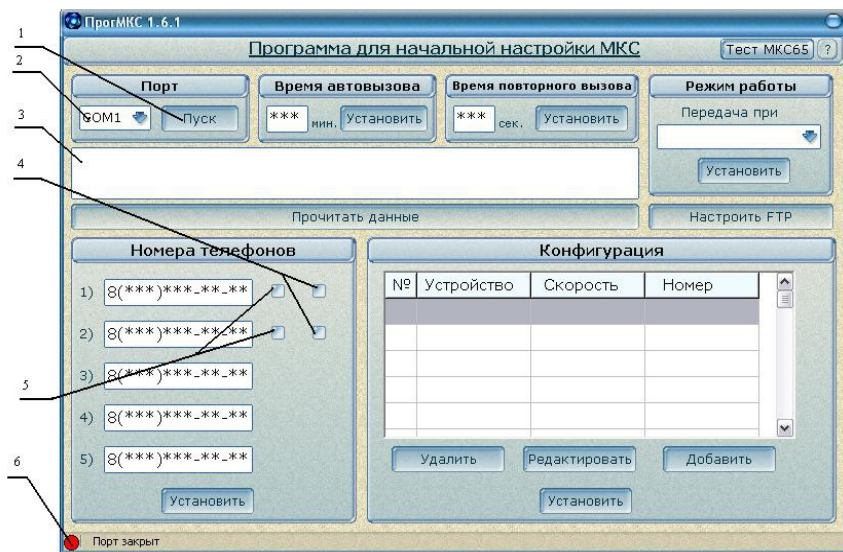 ПрогМКС 1.6.1
Программа для начальной настройки МКС
Тест МКС65 ?
1
2
3
4
5
6
Порт
COM1 Пуск
Время автовызова
*** мин. Установить
Время повторного вызова
*** сек. Установить
Режим работы
Передача при
Установить
Прочитать данные
Настроить FTP
Номера телефонов
1) 8(***)***-**-**
2) 8(***)***-**-**
3) 8(***)***-**-**
4) 8(***)***-**-**
5) 8(***)***-**-**
Установить
Конфигурация
№ Устройство Скорость Номер
Удалить Редактировать Добавить
Установить
Порт закрыт